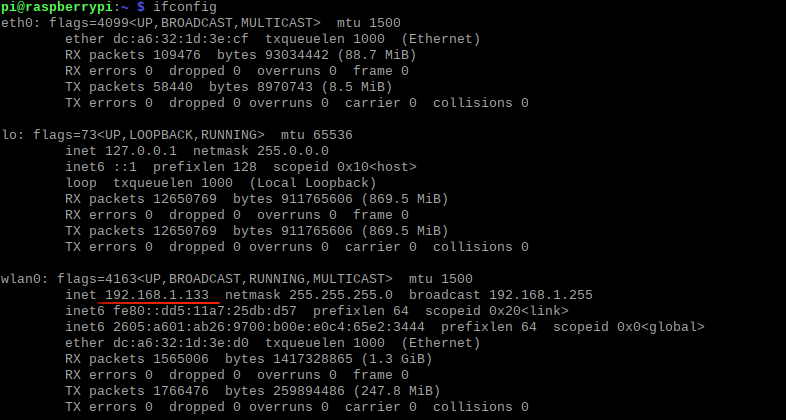 pi@raspberrypi:~ $ ifconfig
eth0: flags=4099<UP,BROADCAST,MULTICAST>  mtu 1500
        ether dc:a6:32:1d:3e:cf  txqueuelen 1000  (Ethernet)
        RX packets 109476  bytes 93034442 (88.7 MiB)
        RX errors 0  dropped 0  overruns 0  frame 0
        TX packets 58440  bytes 8970743 (8.5 MiB)
        TX errors 0  dropped 0 overruns 0  carrier 0  collisions 0

lo: flags=73<UP,LOOPBACK,RUNNING>  mtu 65536
        inet 127.0.0.1  netmask 255.0.0.0
        inet6 ::1  prefixlen 128  scopeid 0x10<host>
        loop  txqueuelen 1000  (Local Loopback)
        RX packets 12650769  bytes 911765606 (869.5 MiB)
        RX errors 0  dropped 0  overruns 0  frame 0
        TX packets 12650769  bytes 911765606 (869.5 MiB)
        TX errors 0  dropped 0 overruns 0  carrier 0  collisions 0

wlan0: flags=4163<UP,BROADCAST,RUNNING,MULTICAST>  mtu 1500
        inet 192.168.1.133  netmask 255.255.255.0  broadcast 192.168.1.255
        inet6 fe80::dd5:11a7:25db:d57  prefixlen 64  scopeid 0x20<link>
        inet6 2605:a601:ab26:9700:b00e:e0c4:65e2:3444  prefixlen 64  scopeid 0x0<global>
        ether dc:a6:32:1d:3e:d0  txqueuelen 1000  (Ethernet)
        RX packets 1565006  bytes 1417328865 (1.3 GiB)
        RX errors 0  dropped 0  overruns 0  frame 0
        TX packets 1766476  bytes 259894486 (247.8 MiB)
        TX errors 0  dropped 0 overruns 0  carrier 0  collisions 0